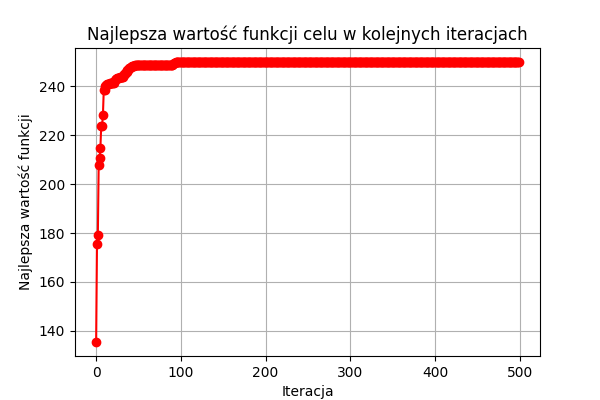 Najlepsza wartość funkcji celu w kolejnych iteracjach
Najlepsza wartość funkcji
240
220
200
180
160
140
0 100 200 300 400 500
Iteracja